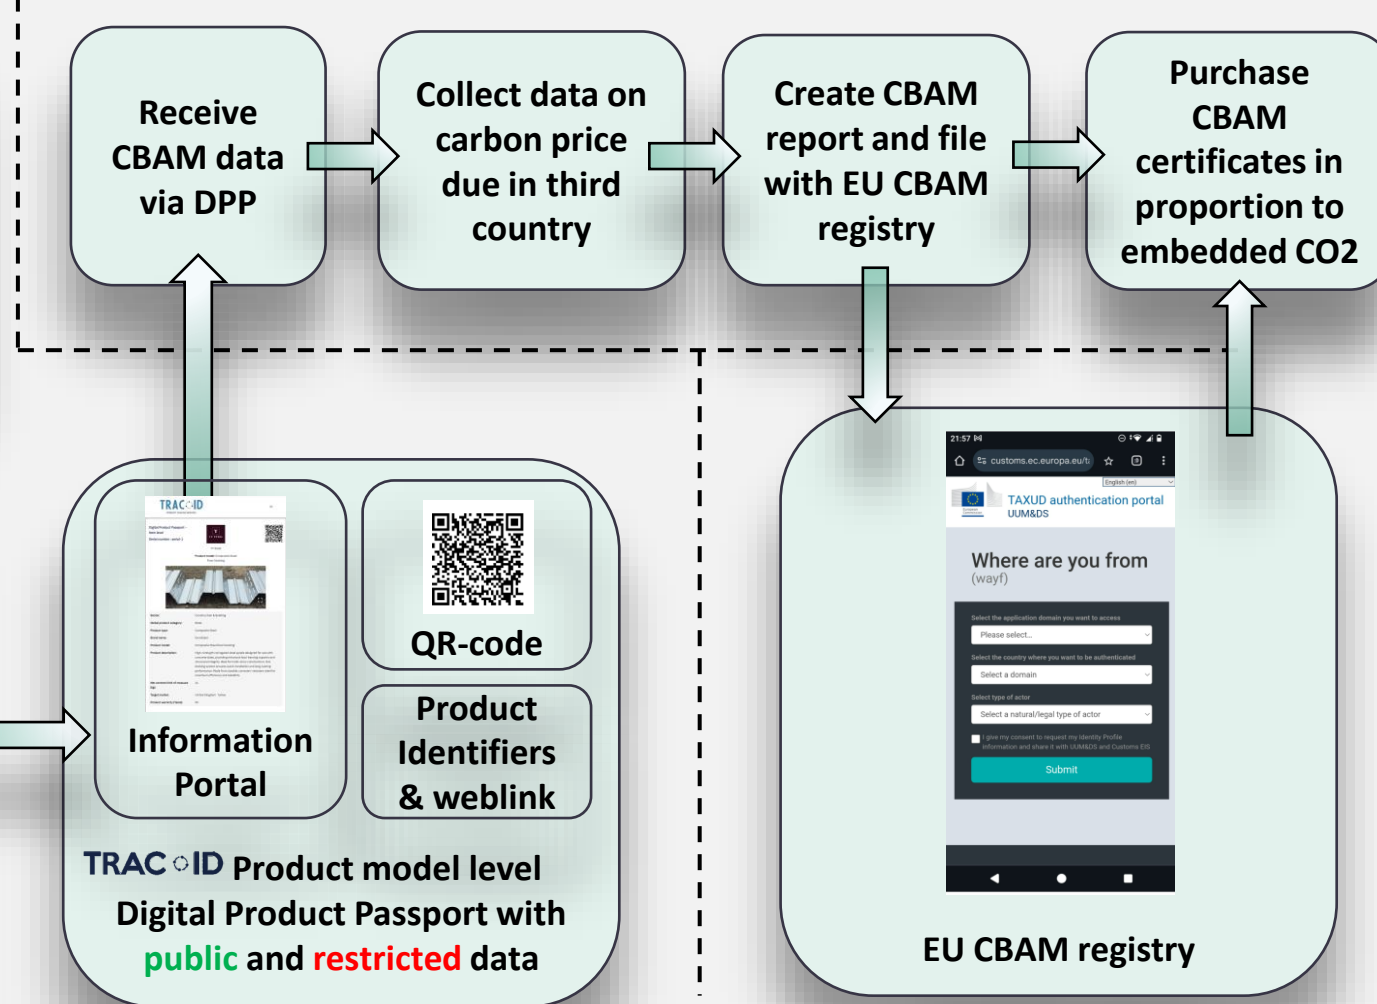 Receive
CBAM data
via DPP
Collect data on
carbon price
due in third
country
Create CBAM
report and file
with EU CBAM
registry
Purchase
CBAM
certificates in
proportion to
embedded CO2
TRAC ID
Information
Portal
QR-code
Product
Identifiers
& weblink
TRAC ID Product model level
Digital Product Passport with
public and restricted data
21:57
customs.ec.europa.eu/t
English (en)
TAXUD authentication portal
UUM&DS
Where are you from
(wayf)
Select the application domain you want to access
Please select...
Select the country where you want to be authenticated
Select a domain
Select type of actor
Select a natural/legal type of actor
I give my consent to request my Identity Profile
Information and share it with UUM&DS and Customs EIS
Submit
EU CBAM registry